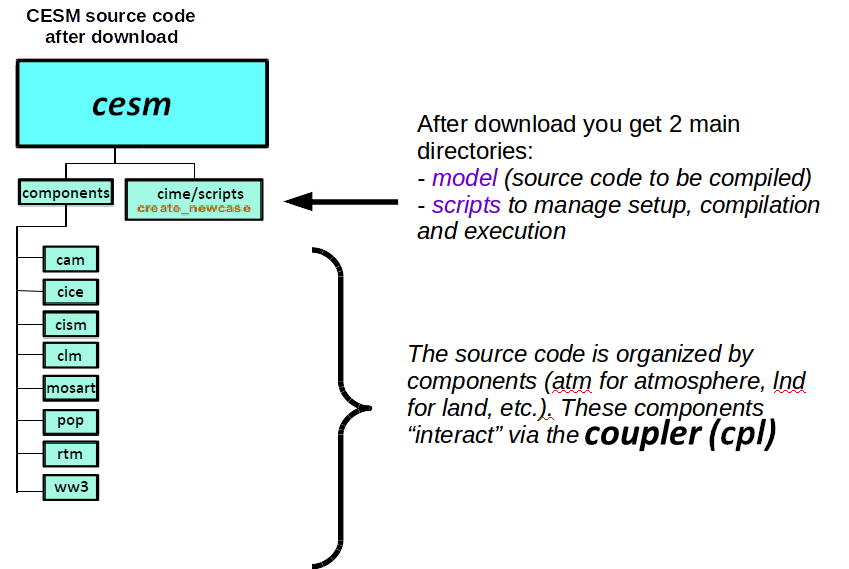 CESM source code
after download
cesm
components
cime/scripts
create_newcase
After download you get 2 main
directories:
- model (source code to be compiled)
- scripts to manage setup, compilation
and execution
cam
cice
cism
clm
mosart
pop
rtm
ww3
The source code is organized by
components (atm for atmosphere, lnd
for land, etc.). These components
“interact” via the coupler (cpl)